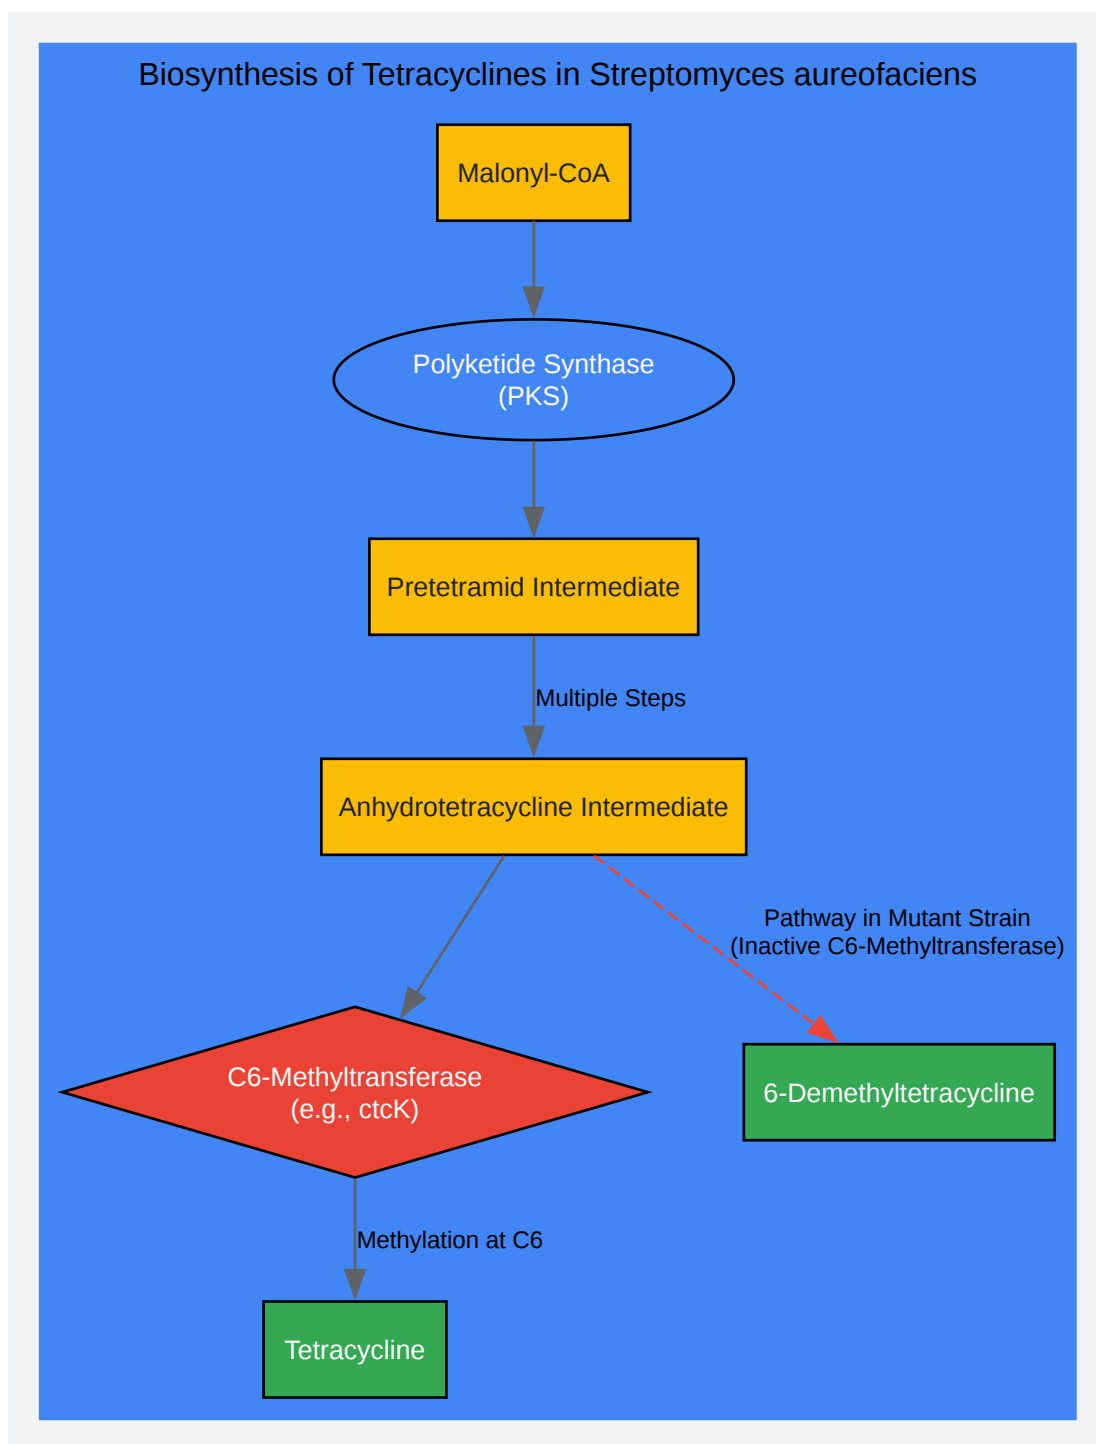 Biosynthesis of Tetracyclines in Streptomyces aureofaciens
Malonyl-CoA
Polyketide Synthase
(PKS)
Pretetramid Intermediate
Multiple Steps
Anhydrotetracycline Intermediate
Pathway in Mutant Strain
(Inactive C6-Methyltransferase)
C6-Methyltransferase
(e.g., ctcK)
6-Demethyltetracycline
Methylation at C6
Tetracycline